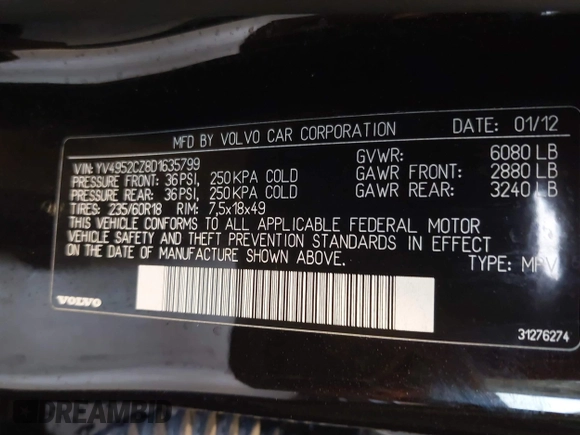 MFD BY VOLVO CAR CORPORATION DATE: 01/12
VIN: YV4952CZ8D1635799 GVWR: 6080 LB
PRESSURE FRONT: 36 PSI, 250 KPA COLD GAWR FRONT: 2880 LB
PRESSURE REAR: 36 PSI, 250 KPA COLD GAWR REAR: 3240 LB
TIRES: 235/60R18 RIM: 7,5x18x49
THIS VEHICLE CONFORMS TO ALL APPLICABLE FEDERAL MOTOR
VEHICLE SAFETY AND THEFT PREVENTION STANDARDS IN EFFECT
ON THE DATE OF MANUFACTURE SHOWN ABOVE. TYPE: MPV
VOLVO 31276274
DREAMBID